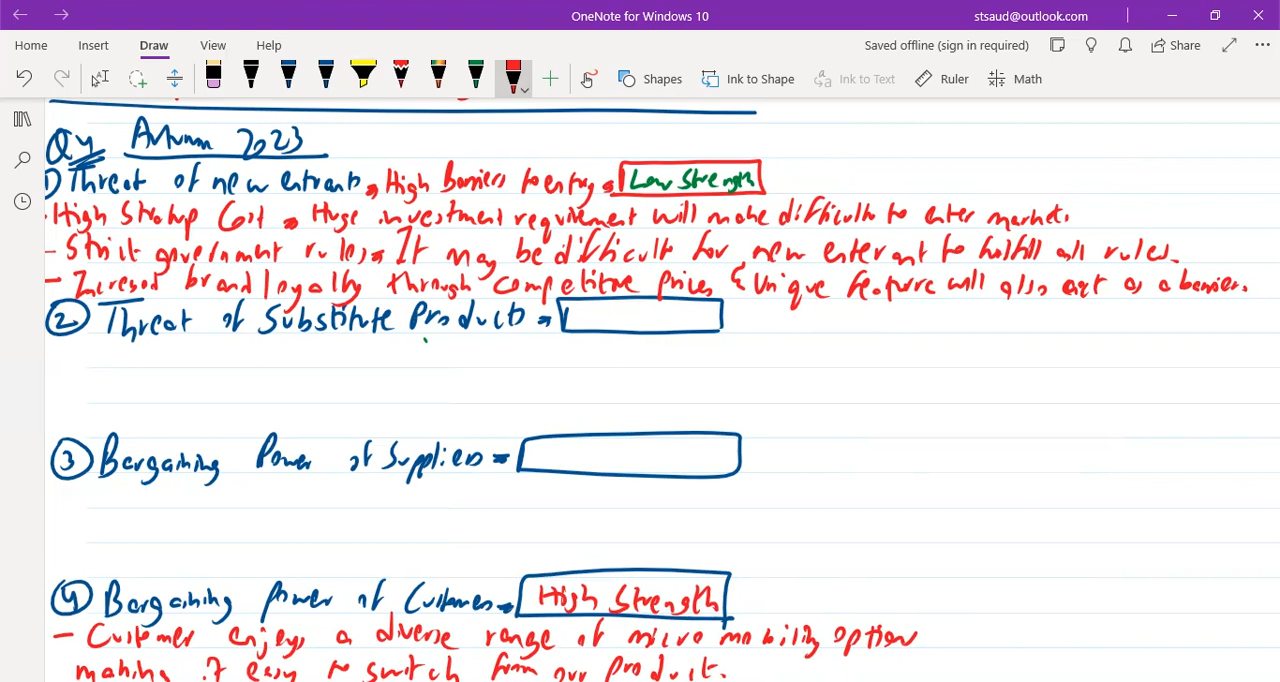 OneNote for Windows 10
stsaud@outlook.com
Home Insert Draw View Help
Saved offline (sign in required) Share
Shapes Ink to Shape Ink to Text Ruler Math
Q4 Autumn 2023
1) Threat of new entrants High Barriers to entry Low Strength
- High Startup Cost Huge investment requirement will make difficult to enter market.
- Strict government rules It may be difficult for new enterant to fulfill all rules.
- Incresed brand loyalty through competitive prices & Unique feature will also act as a barrier.
2 Threat of Substitute Products =
3 Bargaining Power of Suppliers =
4 Bargaining power of Customers = High Strength
- Customer enjoys a diverse range of micro mobility option
making it easy to switch from our product.